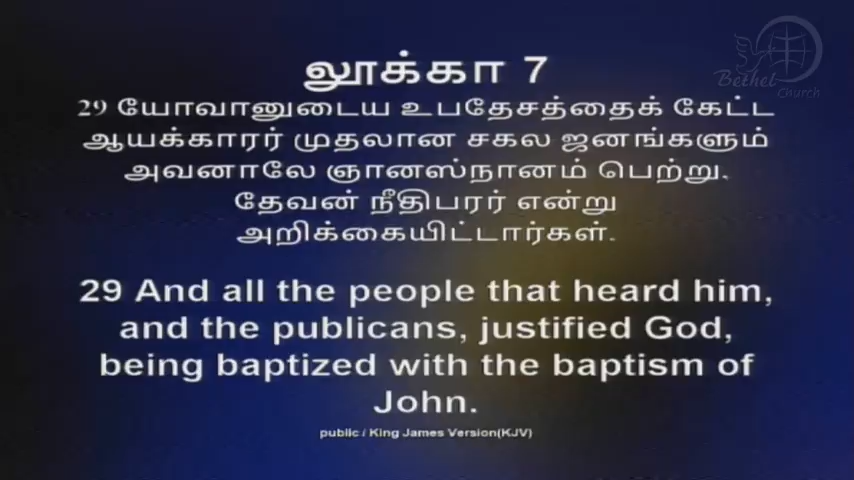 Bethel
Church
லூக்கா 7
29 யோவானுடைய உபதேசத்தைக் கேட்ட
ஆயக்காரர் முதலான சகல ஜனங்களும்
அவனாலே ஞானஸ்நானம் பெற்று,
தேவன் நீதிபரர் என்று
அறிக்கையிட்டார்கள்.
29 And all the people that heard him,
and the publicans, justified God,
being baptized with the baptism of
John.
public / King James Version(KJV)